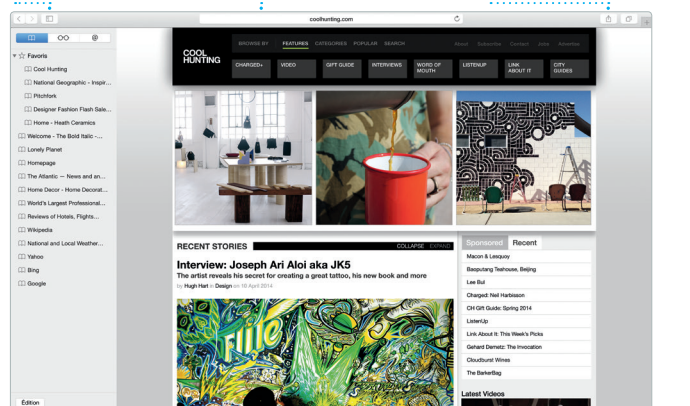 coolhunting.com
@
Favoris
Cool Hunting
National Geographic - Inspir...
Pitchfork
Designer Fashion Flash Sale...
Home - Heath Ceramics
Welcome - The Bold Italic -...
Lonely Planet
Homepage
The Atlantic — News and an...
Home Decor - Home Decorat...
World's Largest Professional...
Reviews of Hotels, Flights...
Wikipedia
National and Local Weather...
Yahoo
Bing
Google
Édition
COOL
HUNTING
BROWSE BY FEATURES CATEGORIES POPULAR SEARCH
About Subscribe Contact Jobs Advertise
CHARGED+ VIDEO GIFT GUIDE INTERVIEWS WORD OF MOUTH LISTENUP LINK ABOUT IT CITY GUIDES
RECENT STORIES COLLAPSE EXPAND
Interview: Joseph Ari Aloi aka JK5
The artist reveals his secret for creating a great tattoo, his new book and more
by Hugh Hart in Design on 16 April 2014
Flite
Sponsored Recent
Macon & Lesquoy
Baoputang Teahouse, Beijing
Lee Bul
Charged: Neil Harbisson
CH Gift Guide: Spring 2014
ListenUp
Link About It: This Week's Picks
Gehard Demetz: The Invocation
Cloudburst Wines
The BarkerBag
Latest Videos